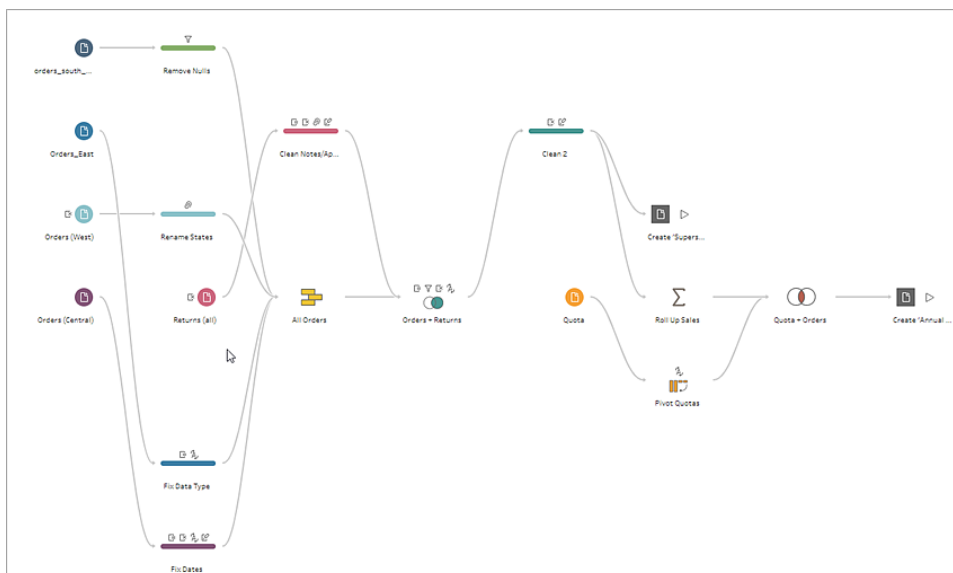 Remove Nulls
orders_south_...
Orders_East
Clean Notes/Ap...
Clean 2
Orders (West)
Rename States
Create 'Supers...
Orders (Central)
Returns (all)
All Orders
Orders + Returns
Quota
Roll Up Sales
Quota + Orders
Create 'Annual ...
Pivot Quotas
Fix Data Type
Fix Dates